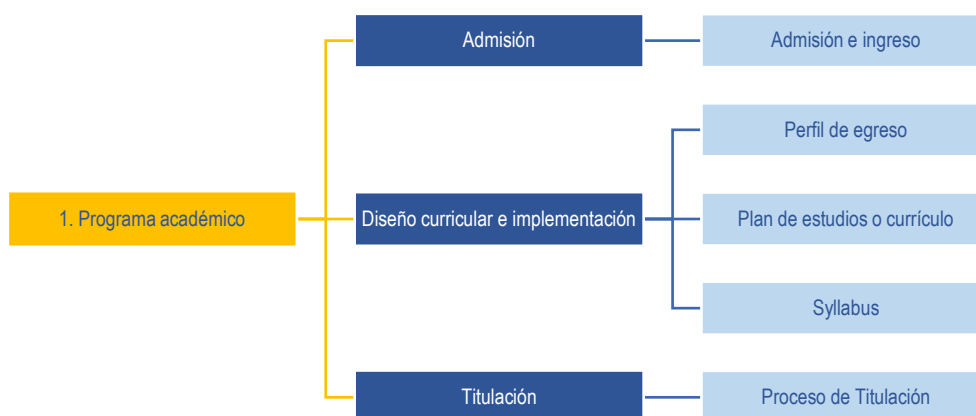 Admisión
Admisión e ingreso
Perfil de egreso
1. Programa académico
Diseño curricular e implementación
Plan de estudios o currículo
Syllabus
Titulación
Proceso de Titulación